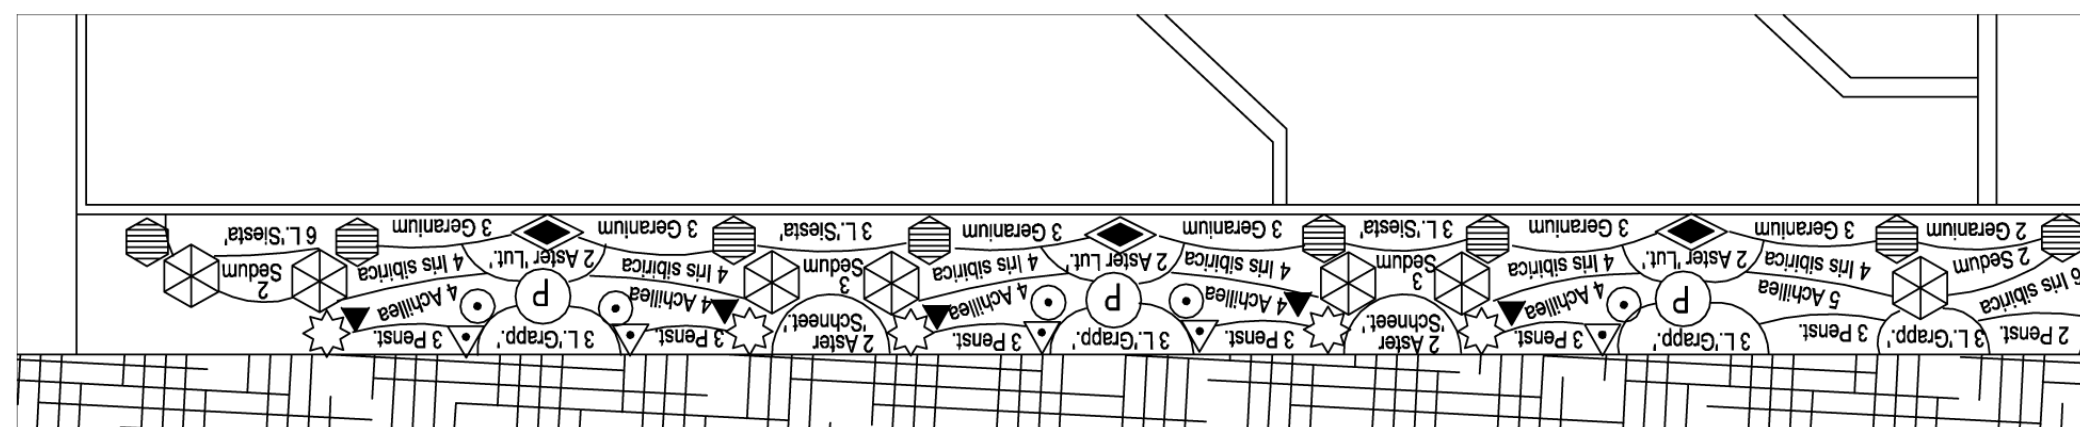 2 Penst.
3 L.'Grapp.'
3 Penst.
3 L.'Grapp.'
3 Penst.
2 Aster
'Schneet.'
3 Penst.
3 L.'Grapp.'
3 Penst.
2 Aster
'Schneet.'
3 Penst.
3 L.'Grapp.'
3 Penst.
6 Iris sibirica
5 Achillea
P
4 Achillea
4 Achillea
P
4 Achillea
4 Achillea
P
4 Achillea
2 Sedum
4 Iris sibirica
2 Aster 'Lut.'
4 Iris sibirica
3
Sedum
4 Iris sibirica
2 Aster Lut.'
4 Iris sibirica
3
Sedum
4 Iris sibirica
2 Aster 'Lut.'
4 Iris sibirica
2
Sedum
2 Geranium
3 Geranium
3 Geranium
3 L.'Siesta'
3 Geranium
3 Geranium
3 L.'Siesta'
3 Geranium
3 Geranium
6 L.'Siesta'